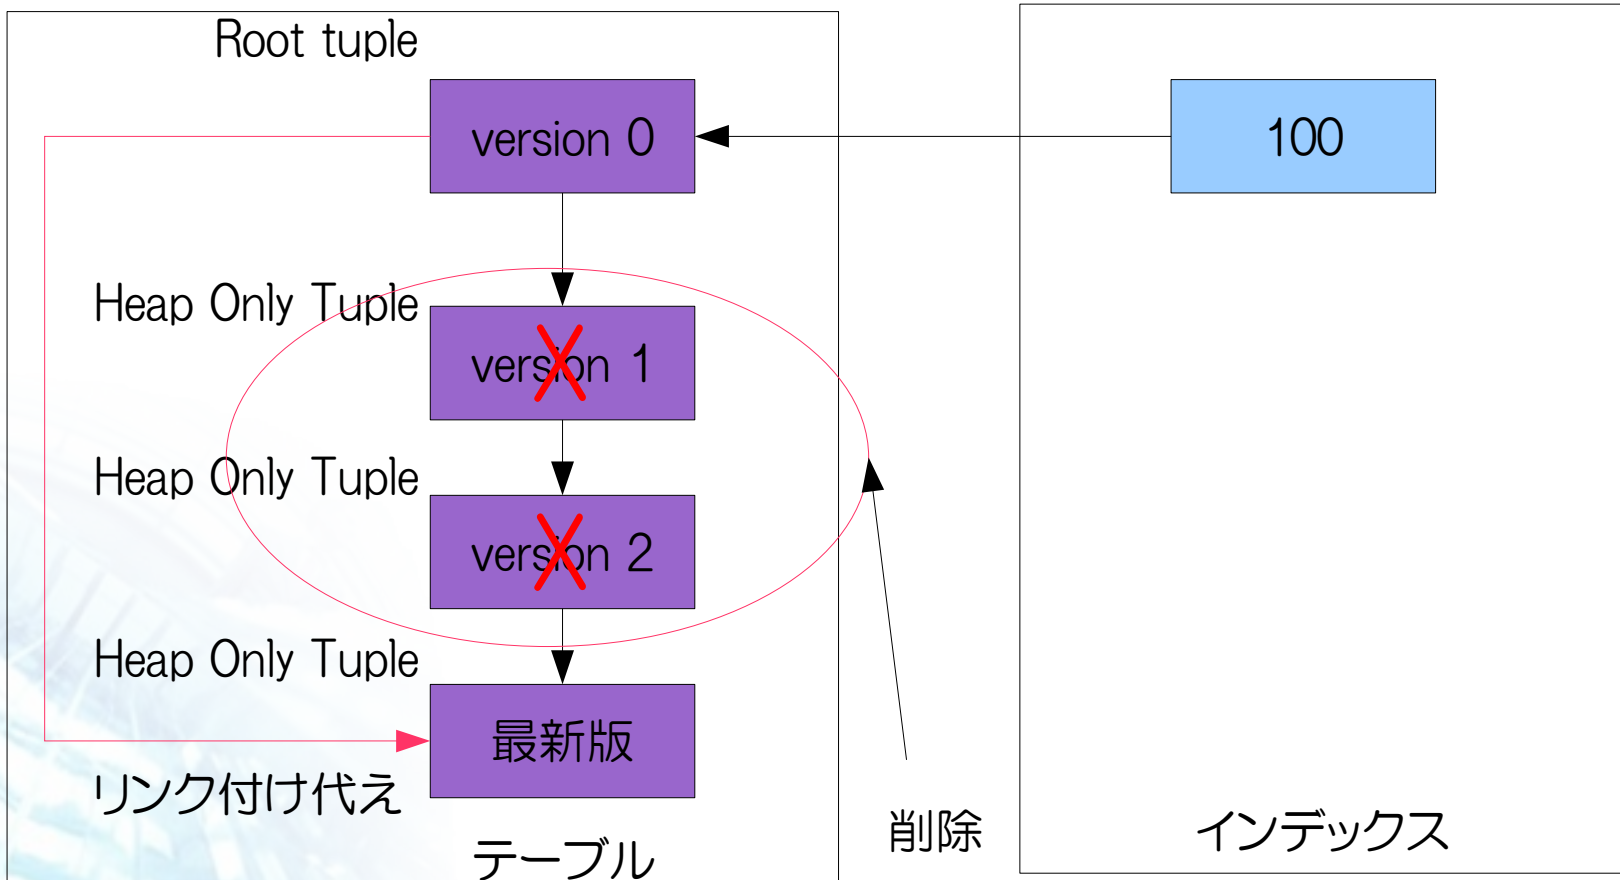 Root tuple
version 0
100
Heap Only Tuple
version 1
Heap Only Tuple
version 2
Heap Only Tuple
最新版
リンク付け代え
削除
インデックス
テーブル